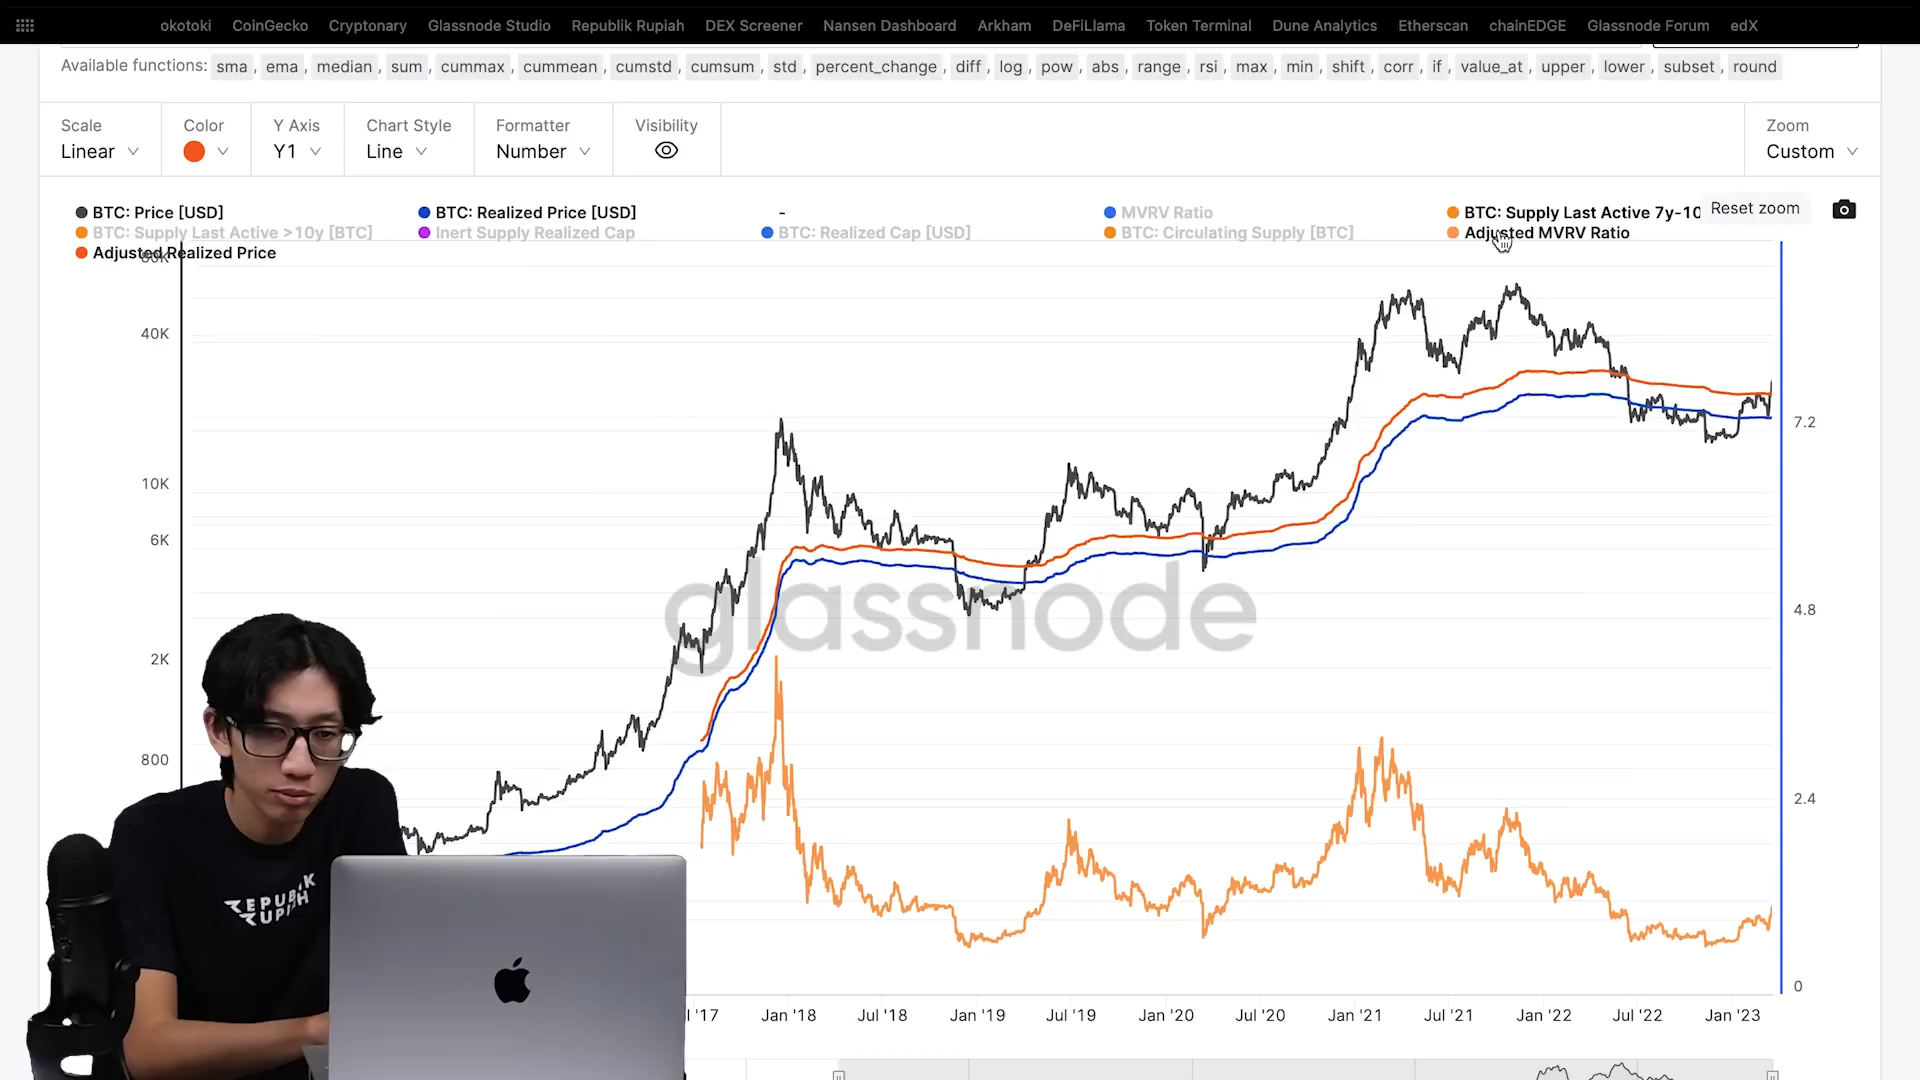 okotoki CoinGecko Cryptonary Glassnode Studio Republik Rupiah DEX Screener Nansen Dashboard Arkham DeFiLlama Token Terminal Dune Analytics Etherscan chainEDGE Glassnode Forum edX
Available functions: sma , ema , median , sum , cummax , cummean , cumstd , cumsum , std , percent_change , diff , log , pow , abs , range , rsi , max , min , shift , corr , if , value_at , upper , lower , subset , round
Scale Color Y Axis Chart Style Formatter Visibility Zoom
Linear Y1 Line Number Custom
BTC: Price [USD] BTC: Realized Price [USD] - MVRV Ratio BTC: Supply Last Active 7y-10 Reset zoom
BTC: Supply Last Active >10y [BTC] Inert Supply Realized Cap BTC: Realized Cap [USD] BTC: Circulating Supply [BTC] Adjusted MVRV Ratio
Adjusted Realized Price
80K
40K
7.2
10K
6K
glassnode
4.8
2K
800
2.4
REPUBLIK
RUPIAH
0
l '17 Jan '18 Jul '18 Jan '19 Jul '19 Jan '20 Jul '20 Jan '21 Jul '21 Jan '22 Jul '22 Jan '23